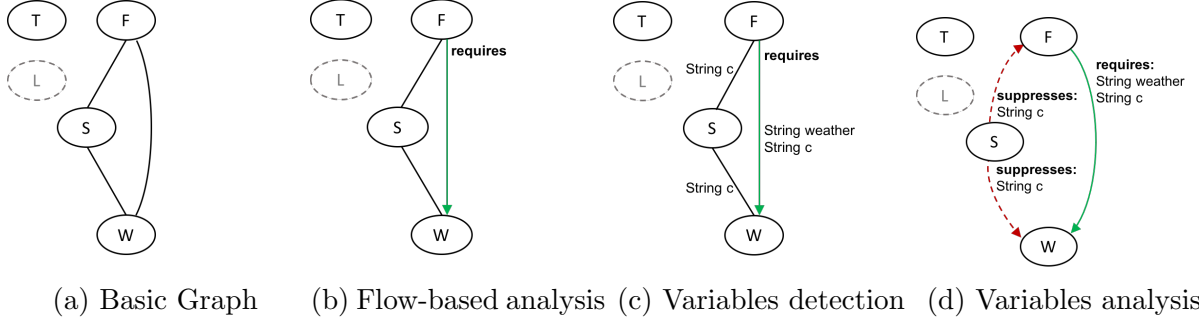 T
F
L
S
W
(a) Basic Graph
T
F
requires
L
S
W
(b) Flow-based analysis
T
F
requires
String c
L
S
String weather
String c
String c
W
(c) Variables detection
T
F
requires:
String weather
String c
L
suppresses:
String c
S
suppresses:
String c
W
(d) Variables analysis